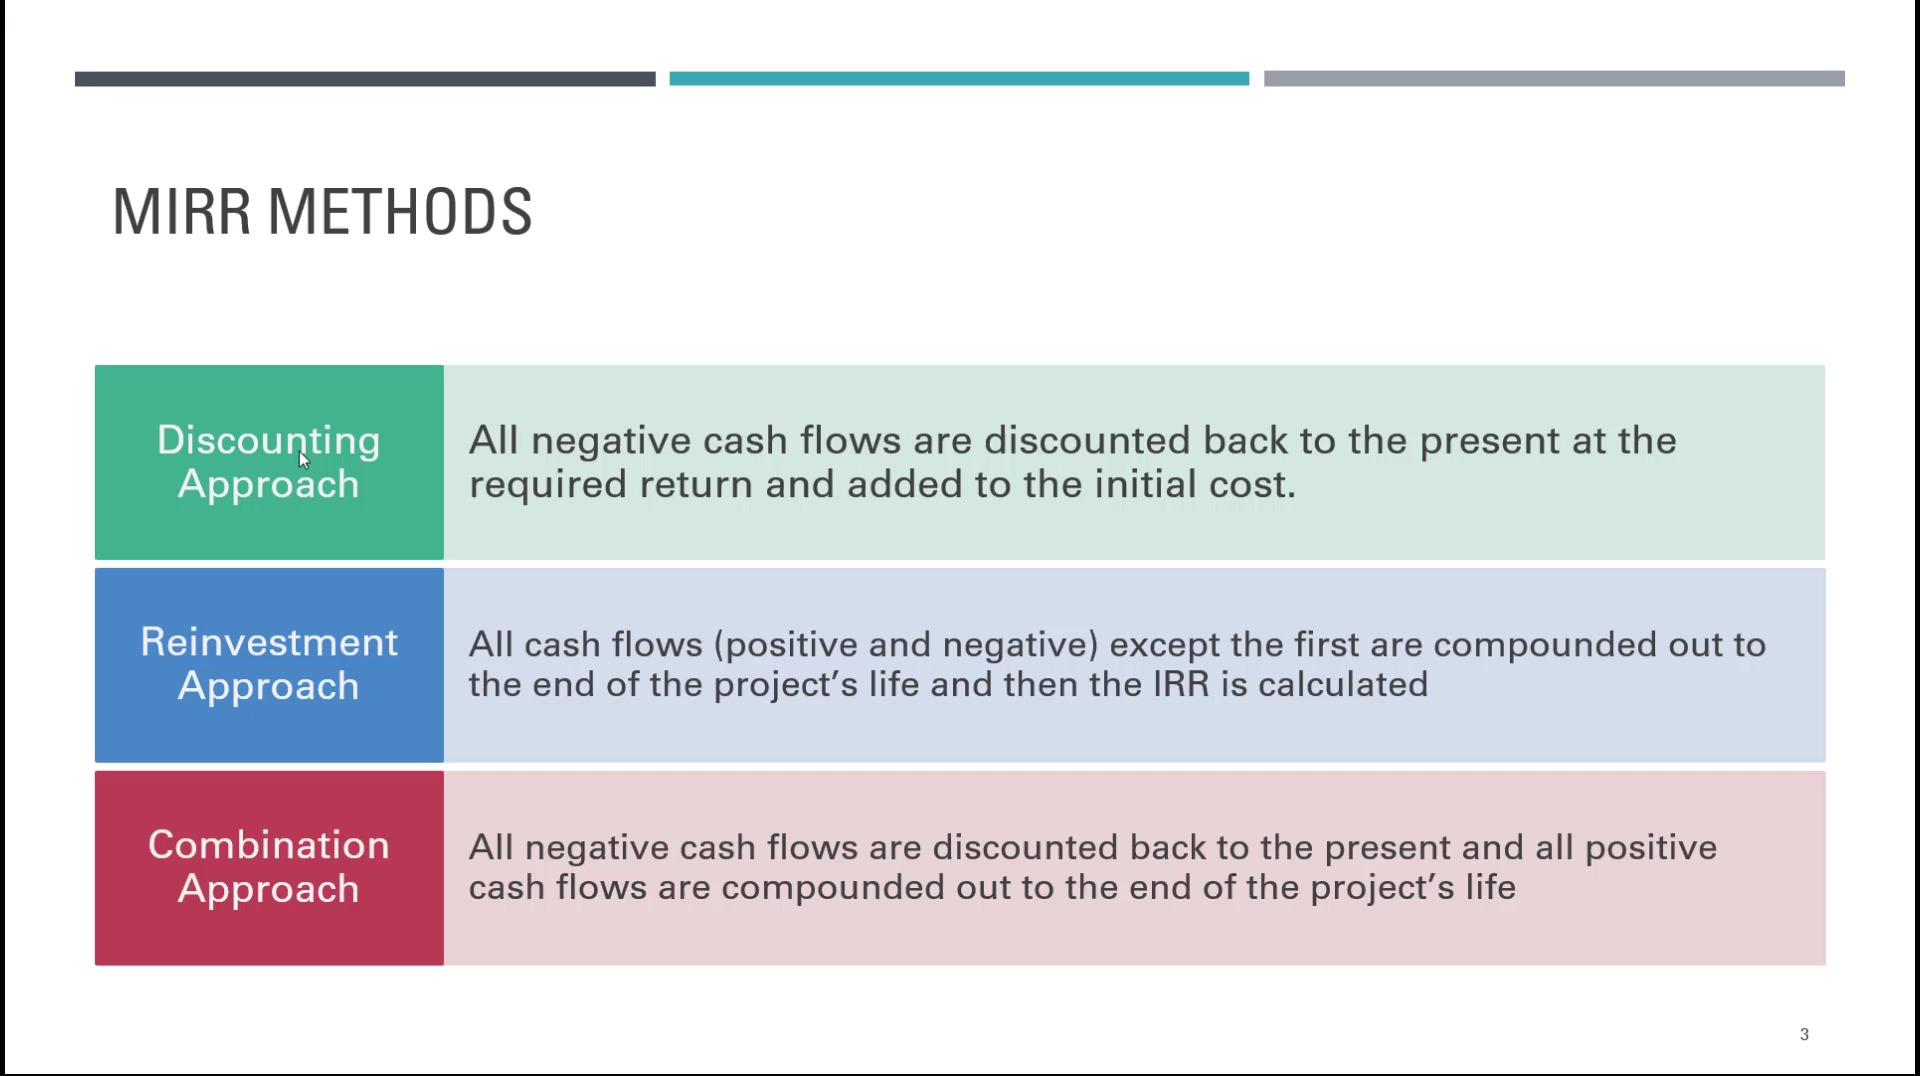 MIRR METHODS
Discounting
Approach
All negative cash flows are discounted back to the present at the
required return and added to the initial cost.
Reinvestment
Approach
All cash flows (positive and negative) except the first are compounded out to
the end of the project’s life and then the IRR is calculated
Combination
Approach
All negative cash flows are discounted back to the present and all positive
cash flows are compounded out to the end of the project’s life
3